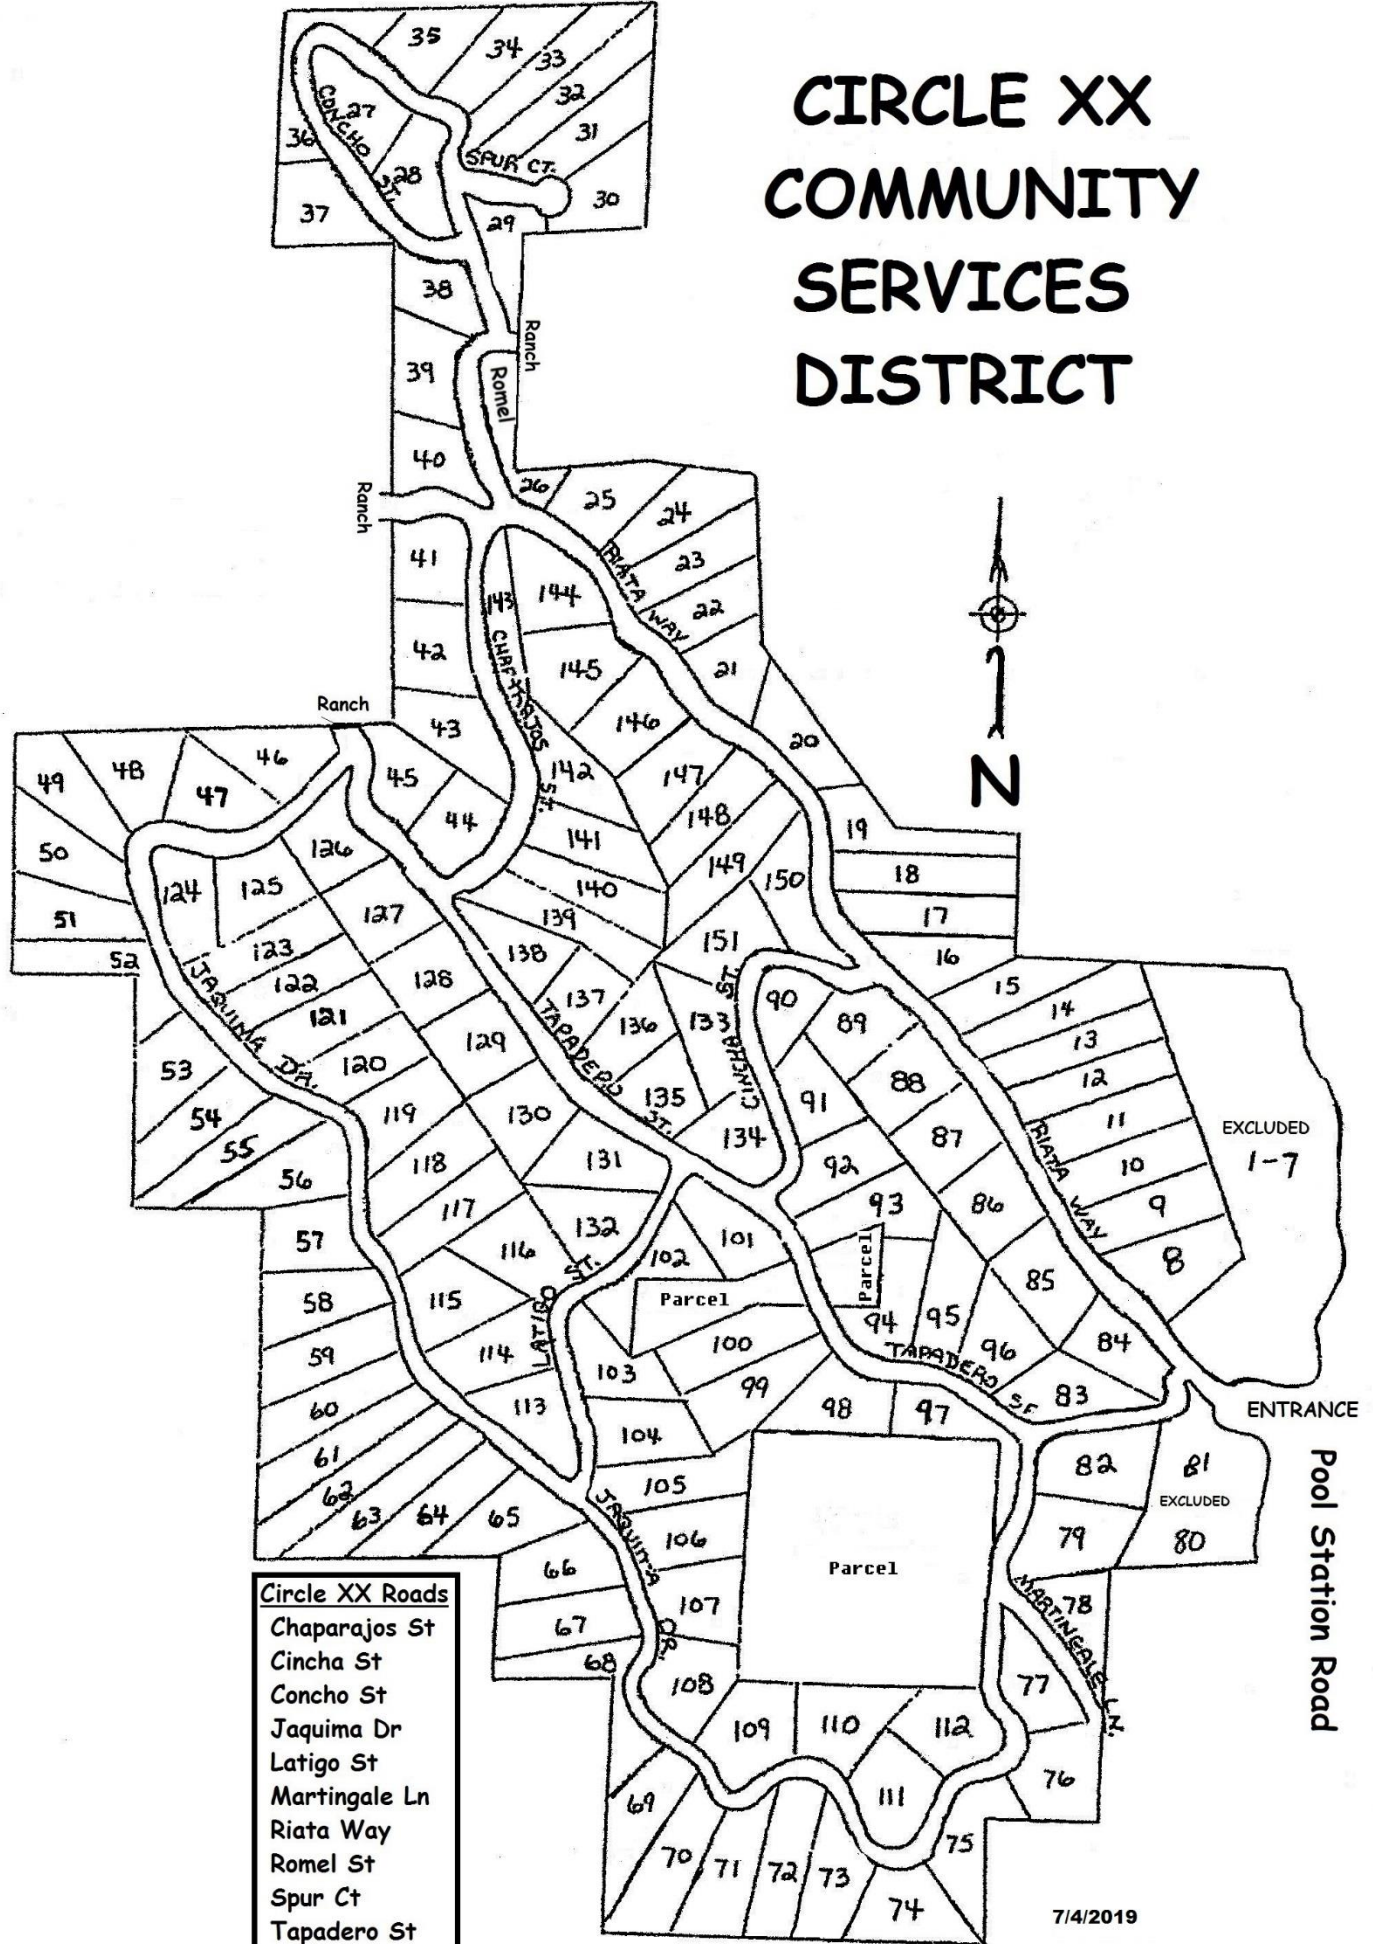 CIRCLE XX
COMMUNITY
SERVICES
DISTRICT
35
34
33
32
31
30
27
CONCHO
ST.
36
28
37
SPUR CT.
29
38
Ranch
39
Romel
40
Ranch
26
25
24
23
22
21
RIATA
WAY
41
143
144
42
145
146
43
Ranch
20
N
49
48
47
46
45
44
142
ST.
147
148
141
149
150
140
139
19
18
17
16
50
51
52
124
125
126
127
123
122
121
120
128
129
138
137
136
133
151
CINCHA
ST.
90
89
15
14
13
12
11
10
9
8
EXCLUDED
1-7
JAQUIMA
DR.
TAPADERO
ST.
53
54
55
56
119
118
117
130
131
135
134
91
88
87
92
93
86
RIATA
WAY
57
58
59
60
61
62
63
64
65
116
132
115
114
113
LATIGO
ST.
102
101
Parcel
Parcel
94
95
96
85
84
83
103
100
99
98
97
TAPADERO
ST
ENTRANCE
104
105
106
107
82
81
EXCLUDED
80
79
Pool Station Road
JAQUIMA
DR.
66
67
68
108
Parcel
78
MARTINGALE
LN.
77
76
109
110
112
111
69
70
71
72
73
74
75
Circle XX Roads
Chaparajos St
Cincha St
Concho St
Jaquima Dr
Latigo St
Martingale Ln
Riata Way
Romel St
Spur Ct
Tapadero St
7/4/2019